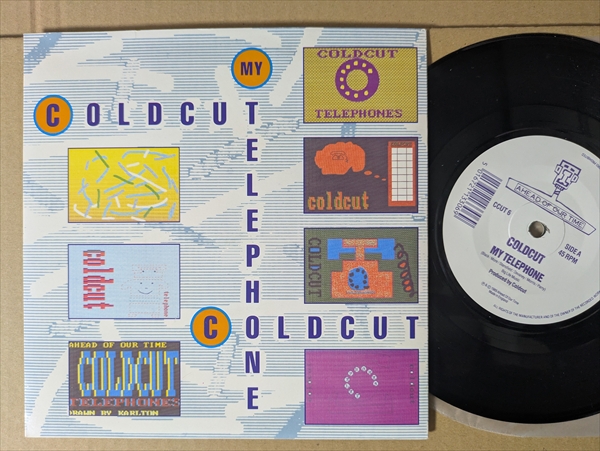 MY
COLDCUT
TELEPHONE
COLDCUT
COLDCUT
TELEPHONES
coldcut
coldcut
telephone
COLDCUT
AHEAD OF OUR TIME
COLDCUT
TELEPHONES
DRAWN BY KARLTON
AHEAD OF OUR TIME
CCUT 5
SIDE A
45 RPM
COLDCUT
MY TELEPHONE
Produced by Coldcut